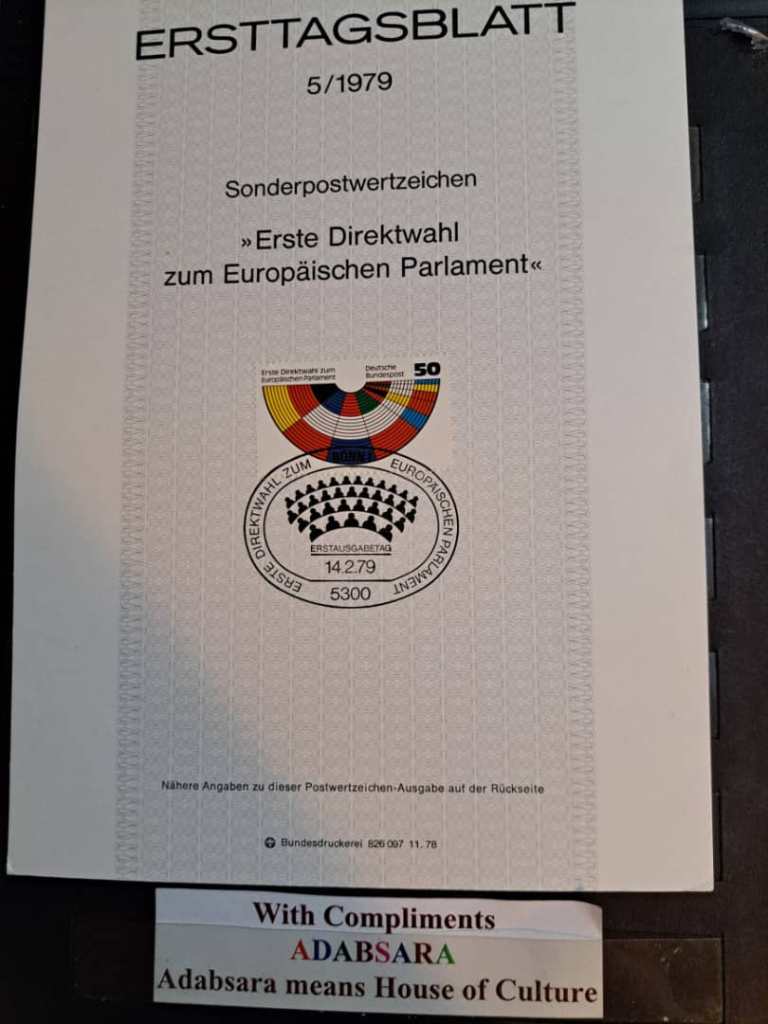 ERSTTAGSBLATT
5/1979
Sonderpostwertzeichen
»Erste Direktwahl
zum Europäischen Parlament«
Erste Direktwahl zum
Europäischen Parlament
Deutsche
Bundespost
50
BONN 1
ERSTE DIREKTWAHL ZUM EUROPÄISCHEN PARLAMENT
ERSTAUSGABETAG
14.2.79
5300
Nähere Angaben zu dieser Postwertzeichen-Ausgabe auf der Rückseite
Bundesdruckerei 826 097 11.78
With Compliments
ADABSARA
Adabsara means House of Culture